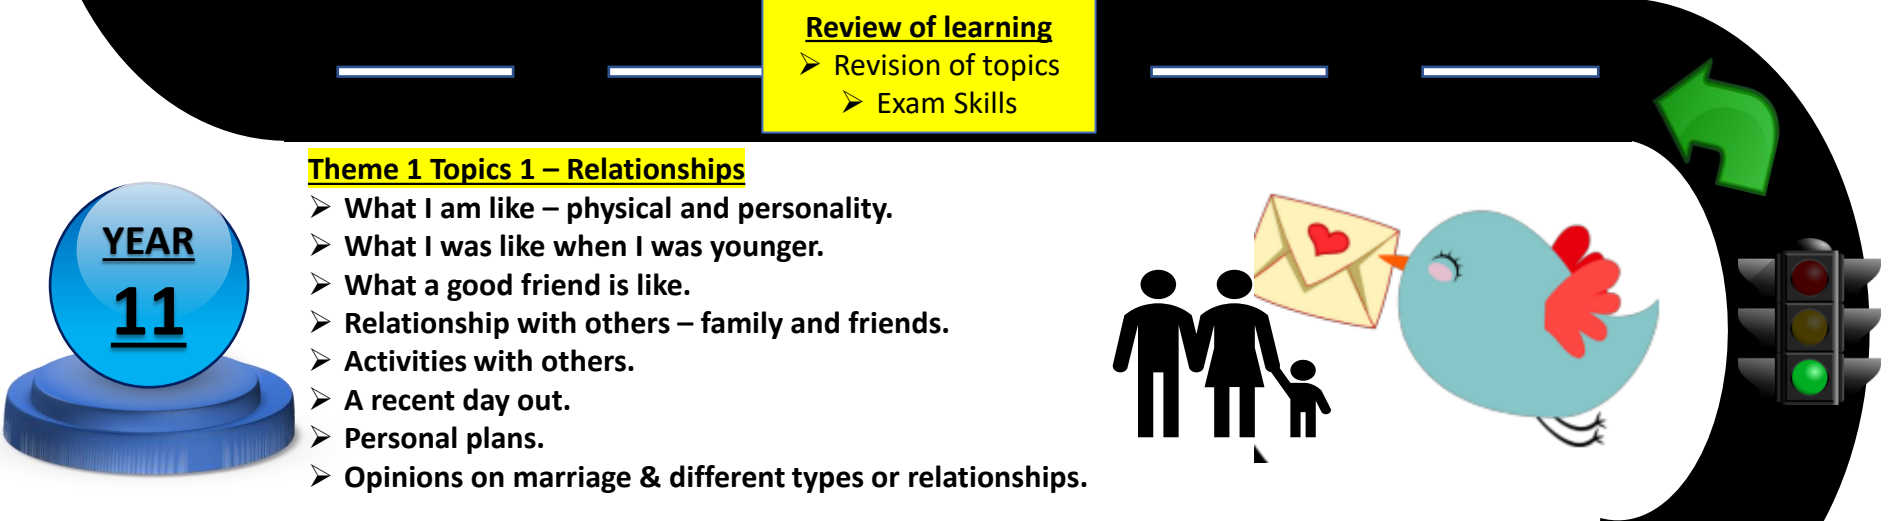 Review of learning
➢ Revision of topics
➢ Exam Skills
Theme 1 Topics 1 – Relationships
➢ What I am like – physical and personality.
➢ What I was like when I was younger.
➢ What a good friend is like.
➢ Relationship with others – family and friends.
➢ Activities with others.
➢ A recent day out.
➢ Personal plans.
➢ Opinions on marriage & different types or relationships.
YEAR
11